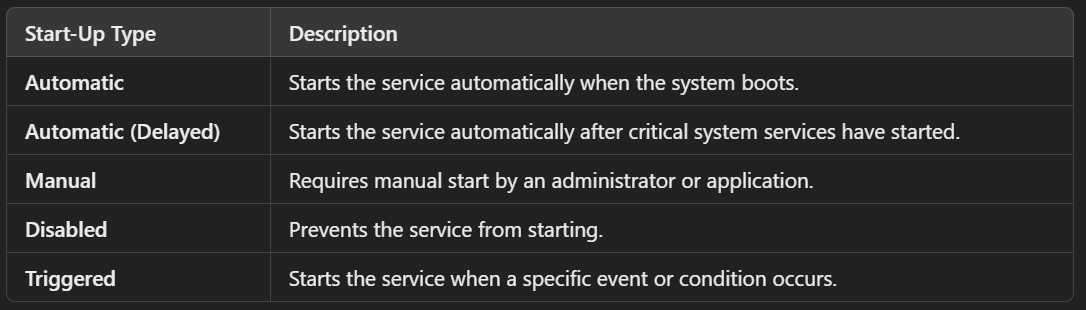 Start-Up Type Description
Automatic Starts the service automatically when the system boots.
Automatic (Delayed) Starts the service automatically after critical system services have started.
Manual Requires manual start by an administrator or application.
Disabled Prevents the service from starting.
Triggered Starts the service when a specific event or condition occurs.